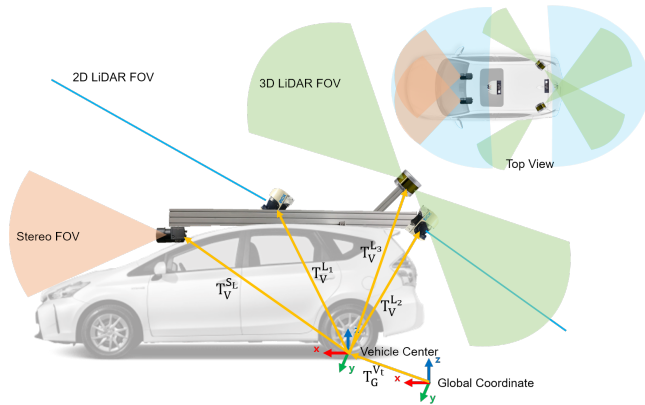 2D LiDAR FOV
3D LiDAR FOV
Top View
Stereo FOV
T_V^{S_L}
T_V^{L_1}
T_V^{L_3}
T_V^{L_2}
z
Vehicle Center
x
y
T_G^{V_t}
z
x
Global Coordinate
y